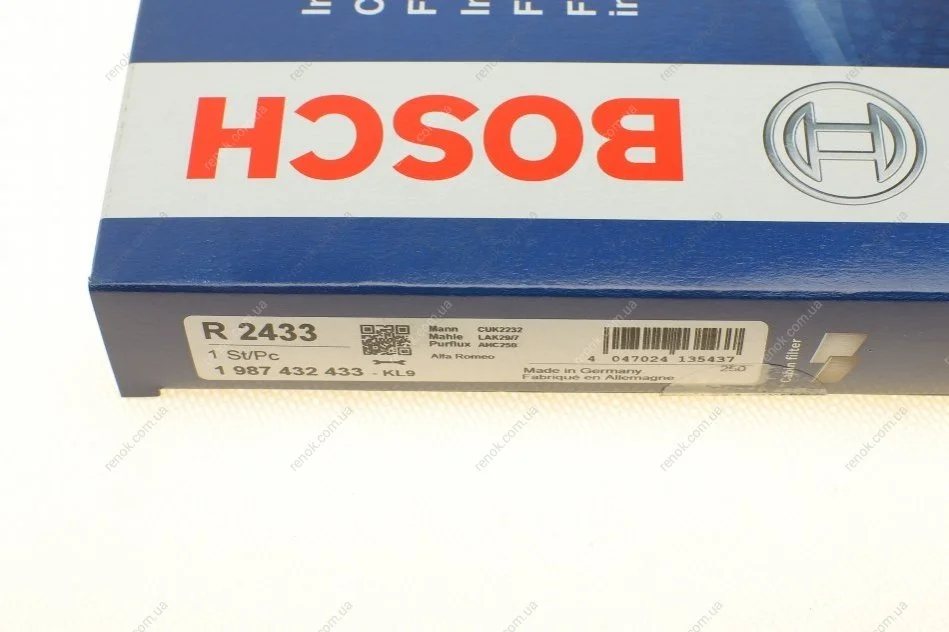 BOSCH
R 2433
1 St/Pc
1 987 432 433 - KL9
Mann CUK2232
Mahle LAK29/7
Purflux AHC258
Alfa Romeo
4 047024 135437
Made in Germany
Fabriqué en Allemagne
250
Cabin filter
renok.com.ua